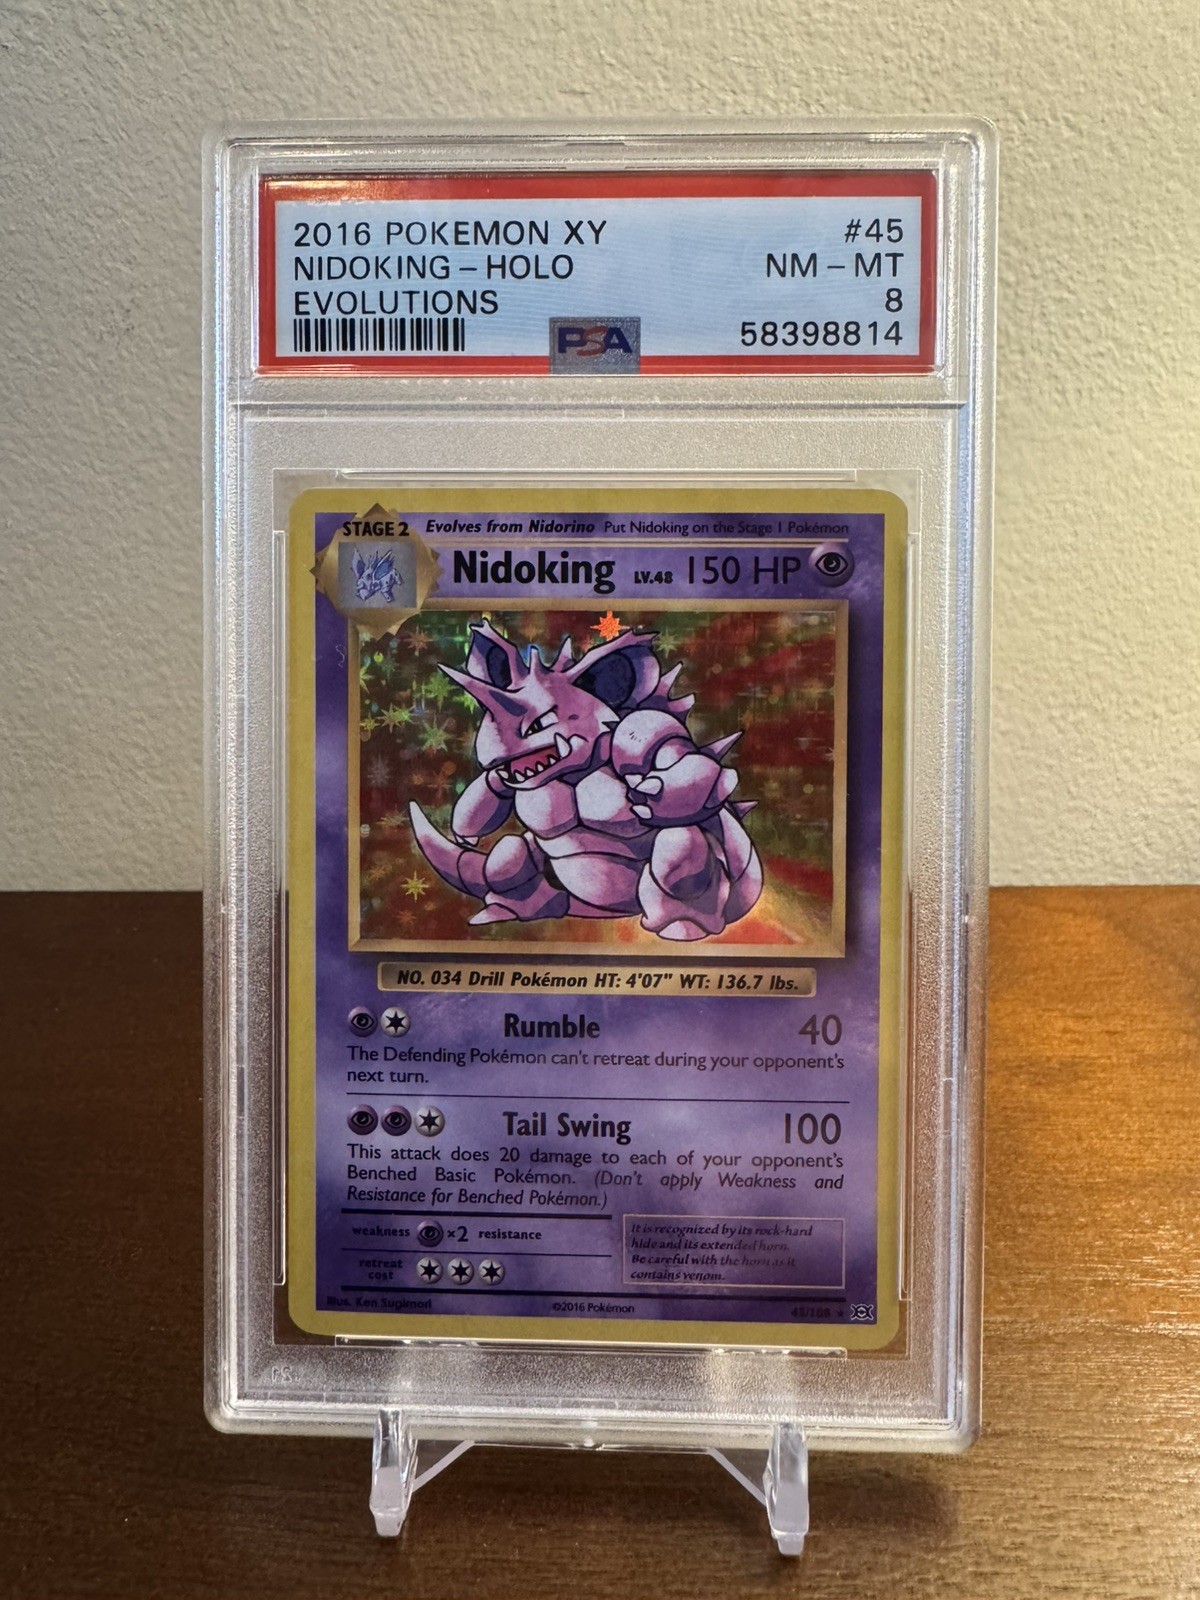 2016 POKEMON XY #45
NIDOKING – HOLO NM – MT
EVOLUTIONS 8
PSA 58398814
STAGE 2 Evolves from Nidorino Put Nidoking on the Stage 1 Pokémon
Nidoking LV.48 150 HP
NO. 034 Drill Pokémon HT: 4'07" WT: 136.7 lbs.
Rumble 40
The Defending Pokémon can't retreat during your opponent's
next turn.
Tail Swing 100
This attack does 20 damage to each of your opponent's
Benched Basic Pokémon. (Don't apply Weakness and
Resistance for Benched Pokémon.)
weakness ×2 resistance
retreat
cost
It is recognized by its rock-hard
hide and its extended horn.
Be careful with the horn as it
contains venom.
Illus. Ken Sugimori ©2016 Pokémon 45/108 ★